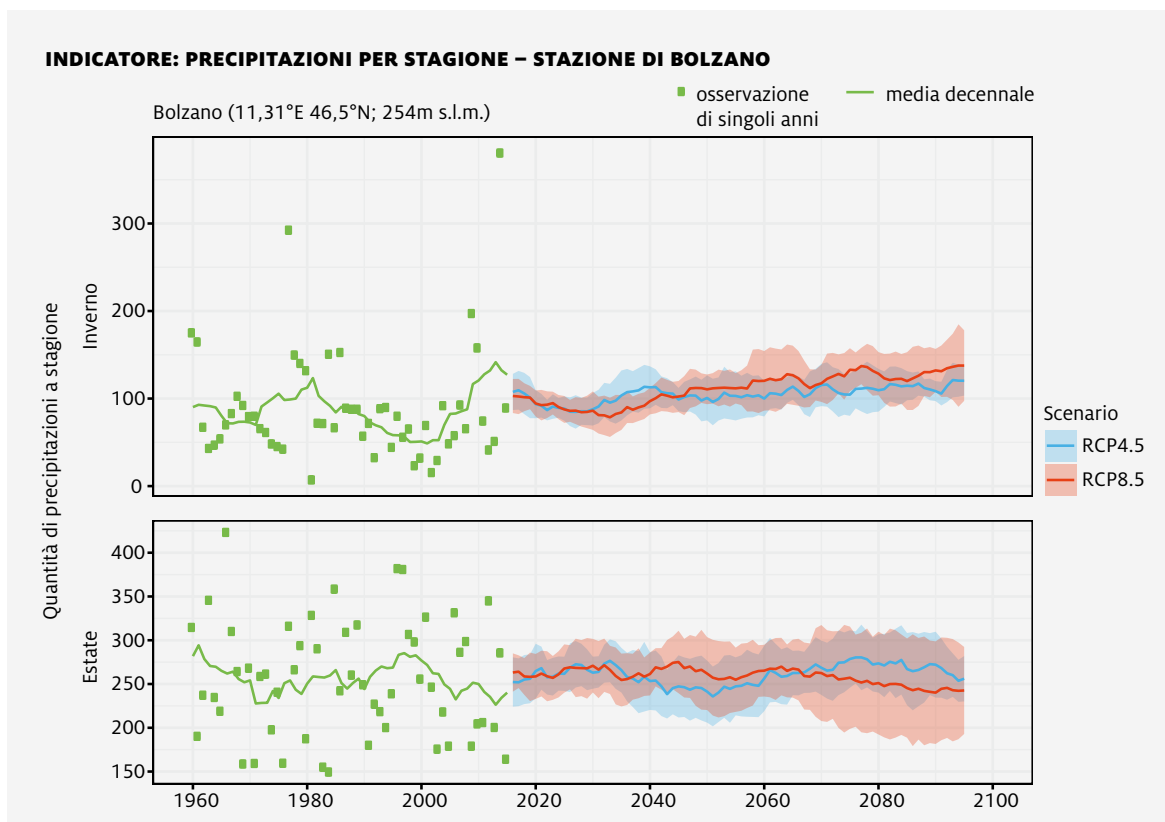 INDICATORE: PRECIPITAZIONI PER STAGIONE – STAZIONE DI BOLZANO
Bolzano (11,31°E 46,5°N; 254m s.l.m.)
osservazione
di singoli anni
media decennale
Quantità di precipitazioni a stagione
Inverno
300
200
100
0
Estate
400
350
300
250
200
150
1960 1980 2000 2020 2040 2060 2080 2100
Scenario
RCP4.5
RCP8.5